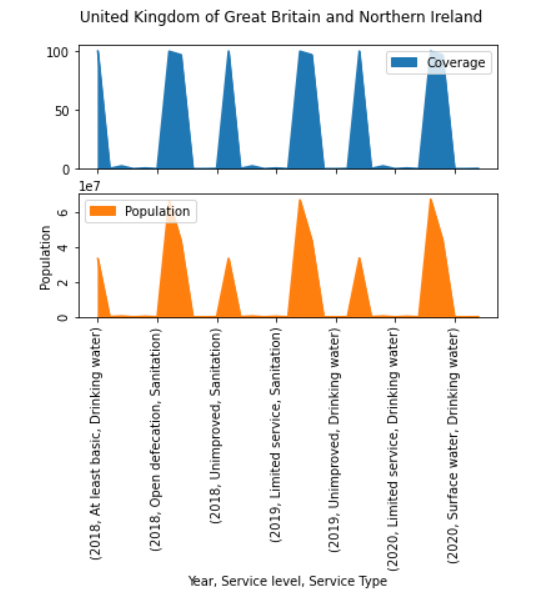 United Kingdom of Great Britain and Northern Ireland
100
50
0
Coverage
1e7
6
4
2
0
Population
Population
(2018, At least basic, Drinking water)
(2018, Open defecation, Sanitation)
(2018, Unimproved, Sanitation)
(2019, Limited service, Sanitation)
(2019, Unimproved, Drinking water)
(2020, Limited service, Drinking water)
(2020, Surface water, Drinking water)
Year, Service level, Service Type